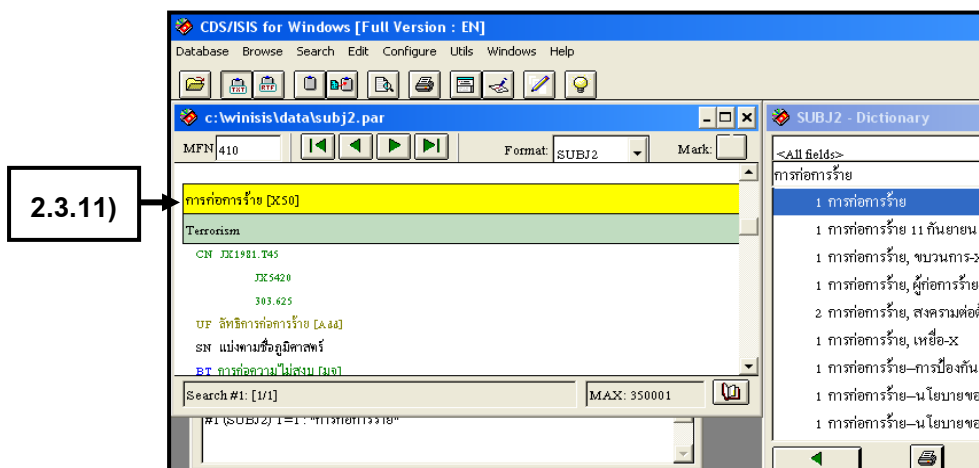 CDS/ISIS for Windows [Full Version : EN]
Database Browse Search Edit Configure Utils Windows Help
TXT RTF
c:\winisis\data\subj2.par
MFN 410 Format: SUBJ2 Mark:
2.3.11)
การก่อการร้าย [X50]
Terrorism
CN JX1981.T45
JX5420
303.625
UF ลัทธิการก่อการร้าย [Add]
SN แบ่งตามชื่อภูมิศาสตร์
BT การก่อความไม่สงบ [มจ]
Search #1: [1/1] MAX: 350001
#1 (SUBJ2) T=1 : "การก่อการร้าย"
SUBJ2 - Dictionary
<All fields>
การก่อการร้าย
1 การก่อการร้าย
1 การก่อการร้าย 11 กันยายน
1 การก่อการร้าย, ขบวนการ-X
1 การก่อการร้าย, ผู้ก่อการร้าย
2 การก่อการร้าย, สงครามต่อต้
1 การก่อการร้าย, เหยื่อ-X
1 การก่อการร้าย--การป้องกัน
1 การก่อการร้าย--นโยบายขอ
1 การก่อการร้าย--นโยบายขอ